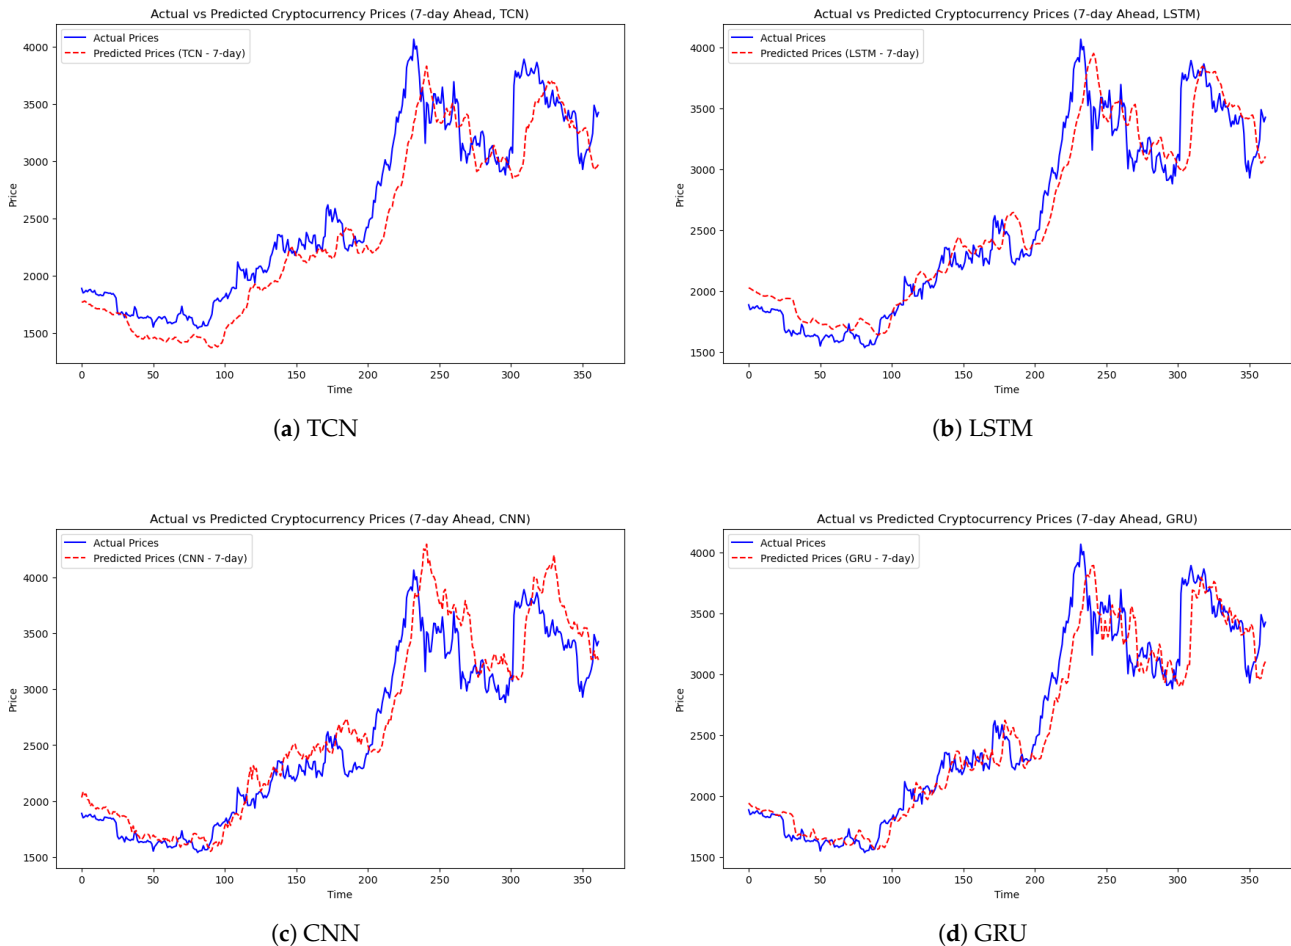 Actual vs Predicted Cryptocurrency Prices (7-day Ahead, TCN)
Actual Prices
Predicted Prices (TCN - 7-day)
4000
3500
3000
2500
2000
1500
Price
0 50 100 150 200 250 300 350
Time
(a) TCN
Actual vs Predicted Cryptocurrency Prices (7-day Ahead, LSTM)
Actual Prices
Predicted Prices (LSTM - 7-day)
4000
3500
3000
2500
2000
1500
Price
0 50 100 150 200 250 300 350
Time
(b) LSTM
Actual vs Predicted Cryptocurrency Prices (7-day Ahead, CNN)
Actual Prices
Predicted Prices (CNN - 7-day)
4000
3500
3000
2500
2000
1500
Price
0 50 100 150 200 250 300 350
Time
(c) CNN
Actual vs Predicted Cryptocurrency Prices (7-day Ahead, GRU)
Actual Prices
Predicted Prices (GRU - 7-day)
4000
3500
3000
2500
2000
1500
Price
0 50 100 150 200 250 300 350
Time
(d) GRU